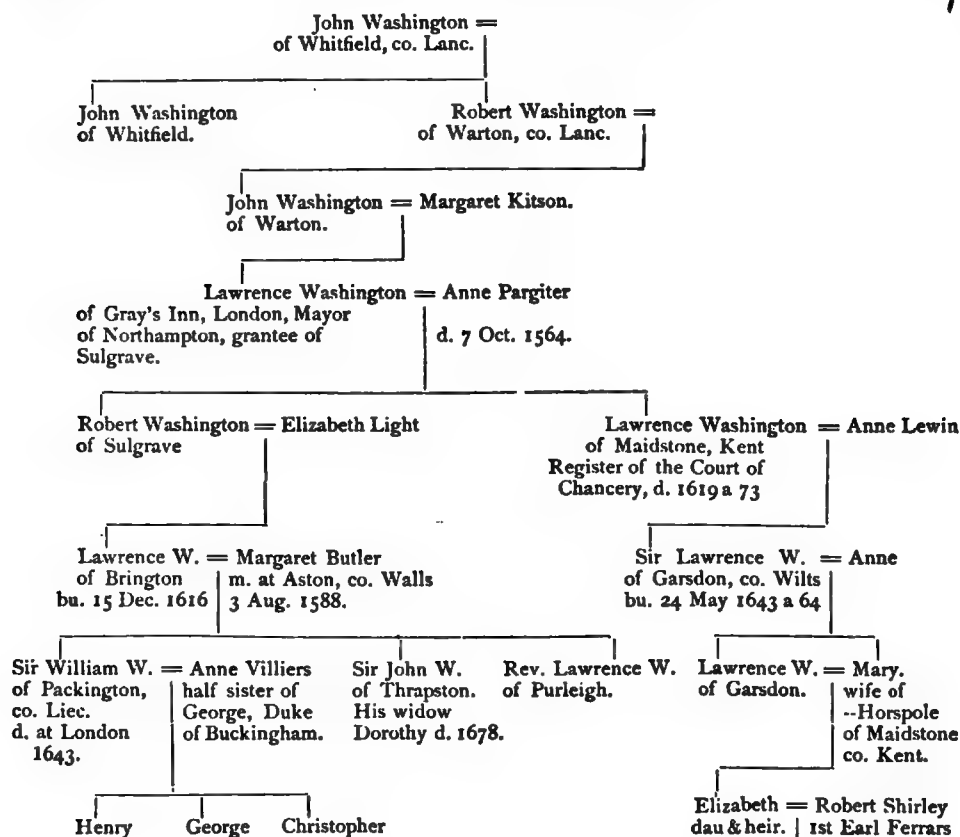 John Washington =
of Whitfield, co. Lanc.
John Washington
of Whitfield.
Robert Washington =
of Warton, co. Lanc.
John Washington = Margaret Kitson.
of Warton.
Lawrence Washington = Anne Pargiter
of Gray's Inn, London, Mayor
of Northampton, grantee of
Sulgrave.
d. 7 Oct. 1564.
Robert Washington = Elizabeth Light
of Sulgrave
Lawrence Washington = Anne Lewin
of Maidstone, Kent
Register of the Court of
Chancery, d. 1619 a 73
Lawrence W. = Margaret Butler
of Brington
bu. 15 Dec. 1616
m. at Aston, co. Walls
3 Aug. 1588.
Sir Lawrence W. = Anne
of Garsdon, co. Wilts
bu. 24 May 1643 a 64
Sir William W. = Anne Villiers
of Packington,
co. Liec.
d. at London
1643.
half sister of
George, Duke
of Buckingham.
Sir John W.
of Thrapston.
His widow
Dorothy d. 1678.
Rev. Lawrence W.
of Purleigh.
Lawrence W. = Mary.
of Garsdon.
wife of
--Horspole
of Maidstone
co. Kent.
Henry George Christopher
Elizabeth = Robert Shirley
dau & heir. 1st Earl Ferrars